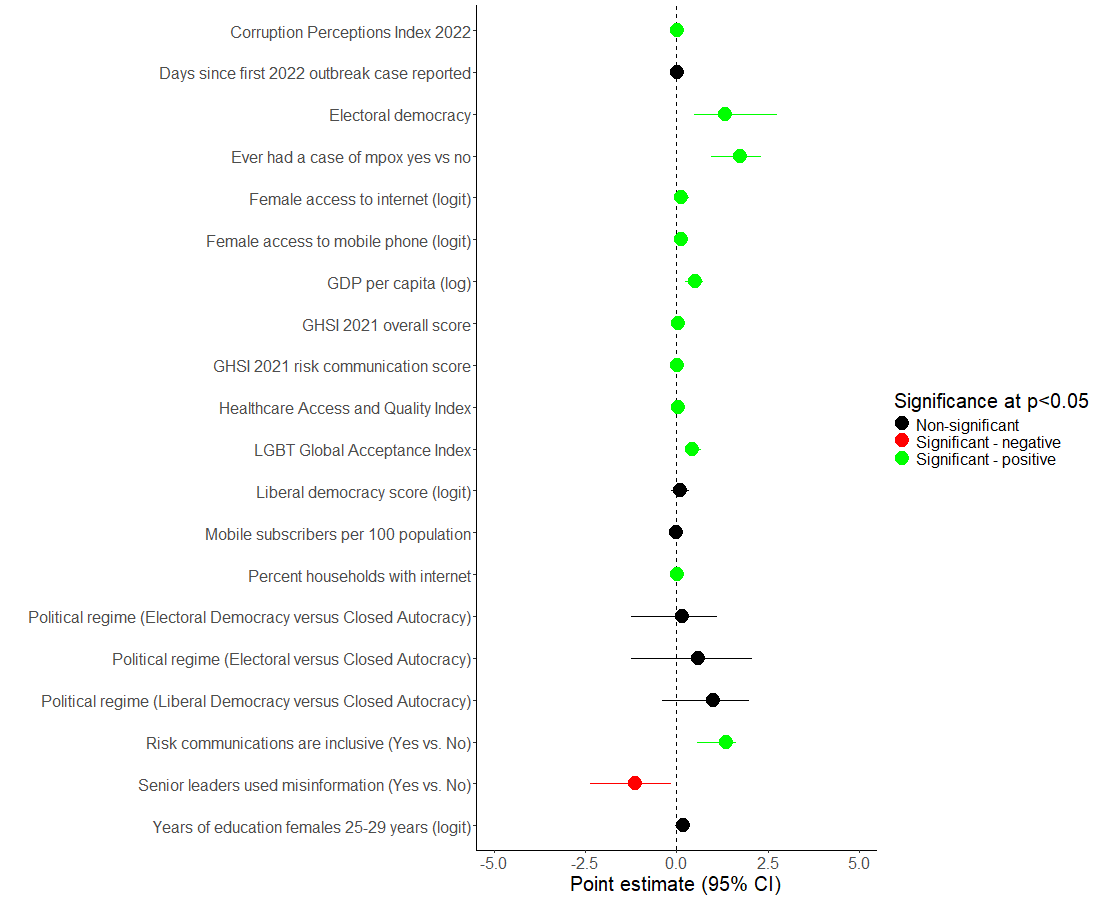 Corruption Perceptions Index 2022
Days since first 2022 outbreak case reported
Electoral democracy
Ever had a case of mpox yes vs no
Female access to internet (logit)
Female access to mobile phone (logit)
GDP per capita (log)
GHSI 2021 overall score
GHSI 2021 risk communication score
Healthcare Access and Quality Index
LGBT Global Acceptance Index
Liberal democracy score (logit)
Mobile subscribers per 100 population
Percent households with internet
Political regime (Electoral Democracy versus Closed Autocracy)
Political regime (Electoral versus Closed Autocracy)
Political regime (Liberal Democracy versus Closed Autocracy)
Risk communications are inclusive (Yes vs. No)
Senior leaders used misinformation (Yes vs. No)
Years of education females 25-29 years (logit)
-5.0 -2.5 0.0 2.5 5.0
Point estimate (95% CI)
Significance at p<0.05
Non-significant
Significant - negative
Significant - positive